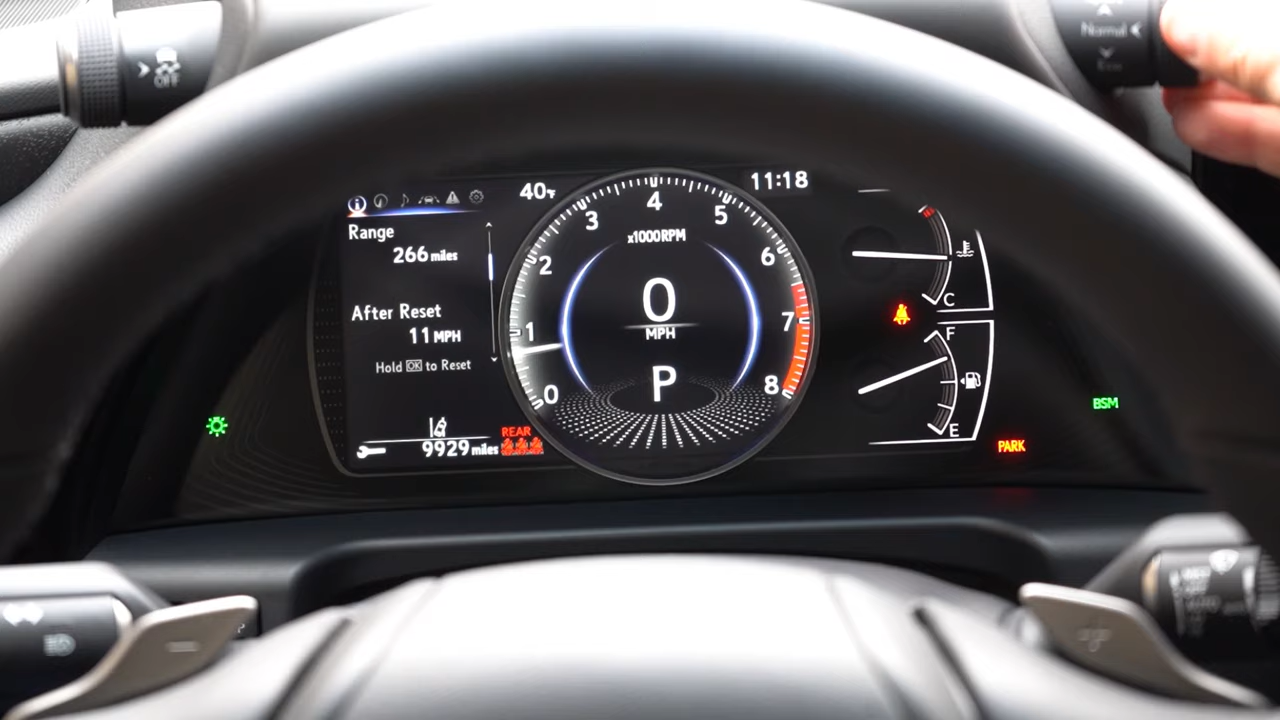 OFF
Normal
Eco
40°F
11:18
Range
266 miles
After Reset
11 MPH
Hold OK to Reset
9929 miles
REAR
0
1
2
3
4
5
6
7
8
x1000RPM
0
MPH
P
C
F
E
BSM
PARK